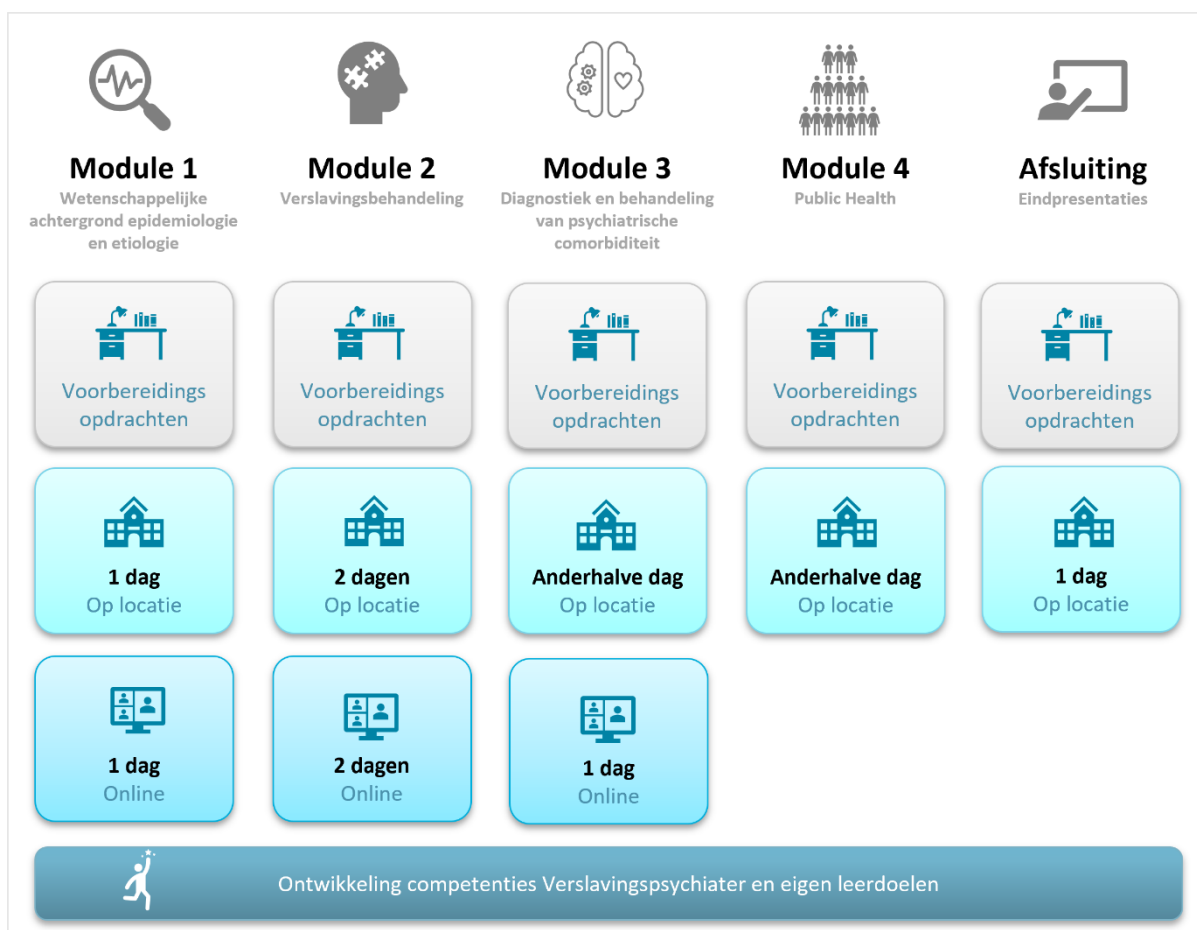 Module 1
Wetenschappelijke
achtergrond epidemiologie
en etiologie
Module 2
Verslavingsbehandeling
Module 3
Diagnostiek en behandeling
van psychiatrische
comorbiditeit
Module 4
Public Health
Afsluiting
Eindpresentaties
Voorbereidings
opdrachten
Voorbereidings
opdrachten
Voorbereidings
opdrachten
Voorbereidings
opdrachten
Voorbereidings
opdrachten
1 dag
Op locatie
2 dagen
Op locatie
Anderhalve dag
Op locatie
Anderhalve dag
Op locatie
1 dag
Op locatie
1 dag
Online
2 dagen
Online
1 dag
Online
Ontwikkeling competenties Verslavingspsychiater en eigen leerdoelen